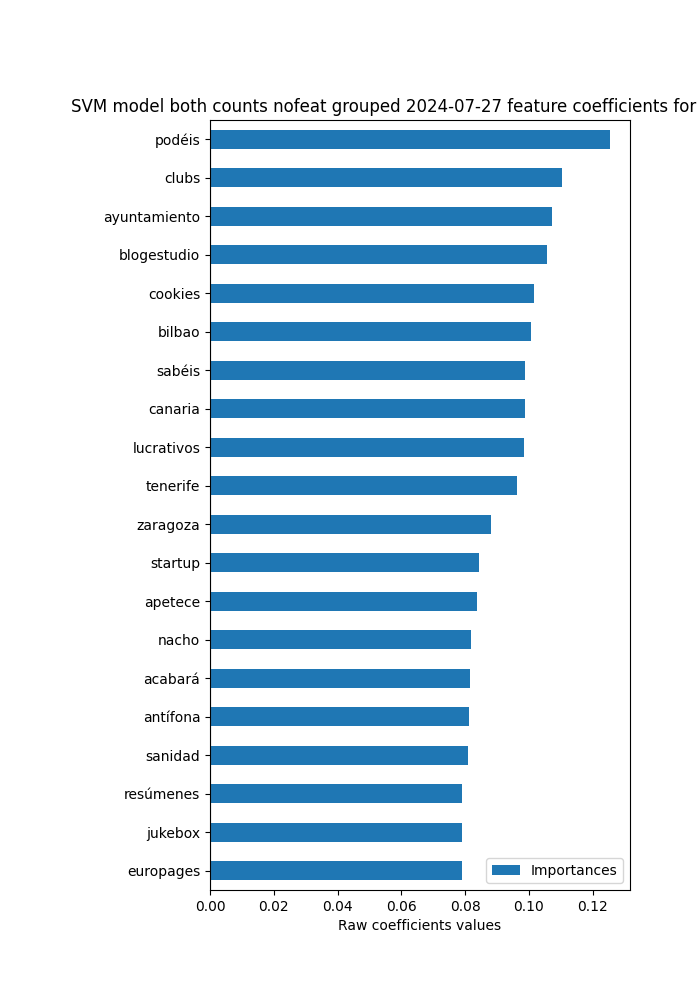 SVM model both counts nofeat grouped 2024-07-27 feature coefficients for
podéis
clubs
ayuntamiento
blogestudio
cookies
bilbao
sabéis
canaria
lucrativos
tenerife
zaragoza
startup
apetece
nacho
acabará
antífona
sanidad
resúmenes
jukebox
europages
Importances
0.00 0.02 0.04 0.06 0.08 0.10 0.12
Raw coefficients values